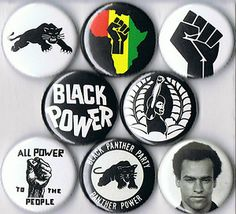 BLACK
POWER
ALL POWER
TO THE
PEOPLE
BLACK PANTHER PARTY
PANTHER POWER